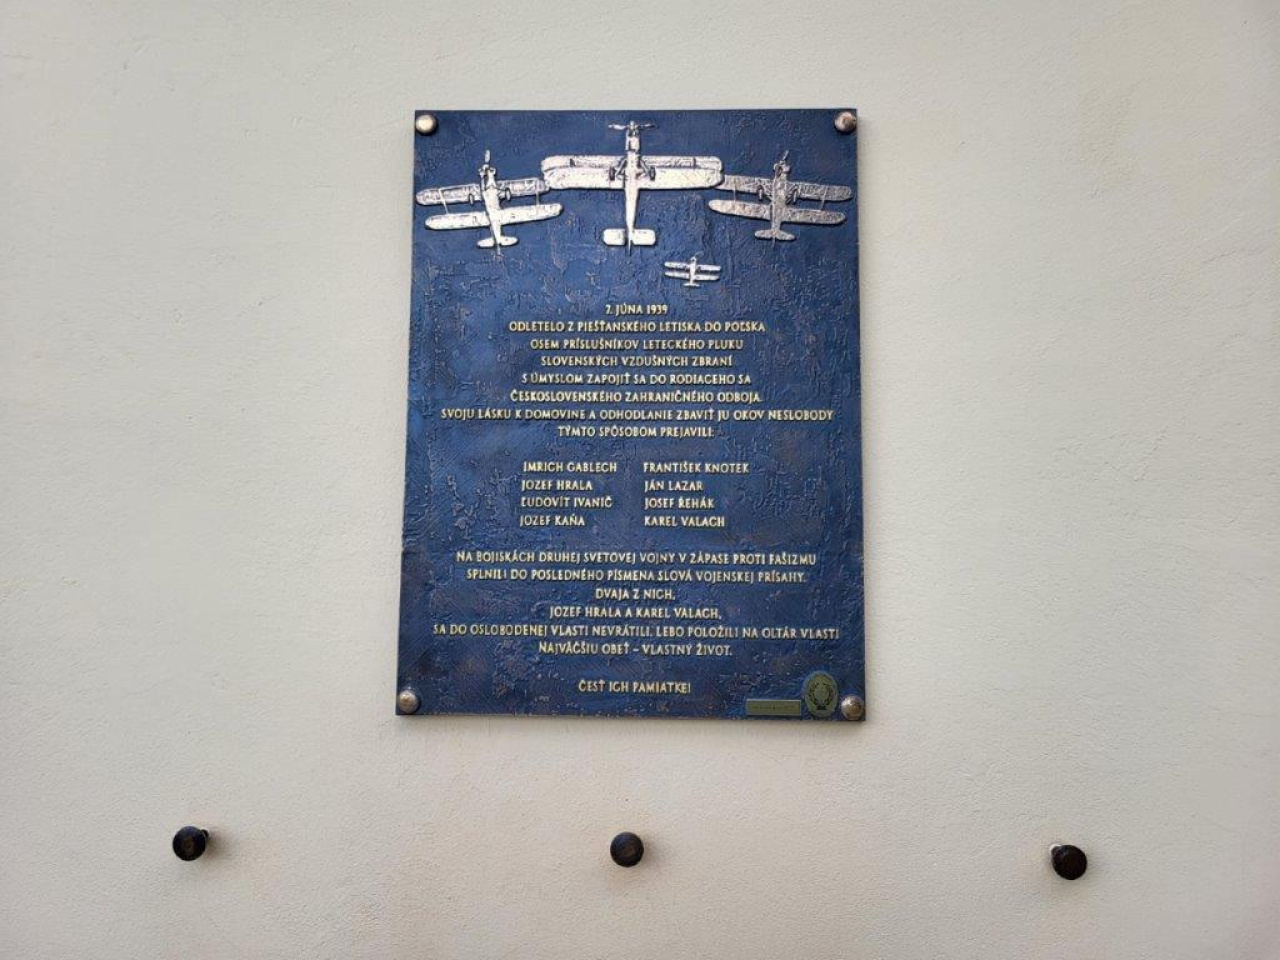 7. JÚNA 1939
ODLETELO Z PIEŠŤANSKÉHO LETISKA DO POĽSKA
OSEM PRÍSLUŠNÍKOV LETECKÉHO PLUKU
SLOVENSKÝCH VZDUŠNÝCH ZBRANÍ
S ÚMYSLOM ZAPOJIŤ SA DO RODIACEHO SA
ČESKOSLOVENSKÉHO ZAHRANIČNÉHO ODBOJA.
SVOJU LÁSKU K DOMOVINE A ODHODLANIE ZBAVIŤ JU OKOV NESLOBODY
TÝMTO SPÔSOBOM PREJAVILI:
IMRICH GABLECH FRANTIŠEK KNOTEK
JOZEF HRALA JÁN LAZAR
ĽUDOVÍT IVANIČ JOSEF ŘEHÁK
JOZEF KAŇA KAREL VALACH
NA BOJISKÁCH DRUHEJ SVETOVEJ VOJNY V ZÁPASE PROTI FAŠIZMU
SPLNILI DO POSLEDNÉHO PÍSMENA SLOVÁ VOJENSKEJ PRÍSAHY.
DVAJA Z NICH,
JOZEF HRALA A KAREL VALACH,
SA DO OSLOBODENEJ VLASTI NEVRÁTILI, LEBO POLOŽILI NA OLTÁR VLASTI
NAJVÄČŠIU OBEŤ – VLASTNÝ ŽIVOT.
ČESŤ ICH PAMIATKE!